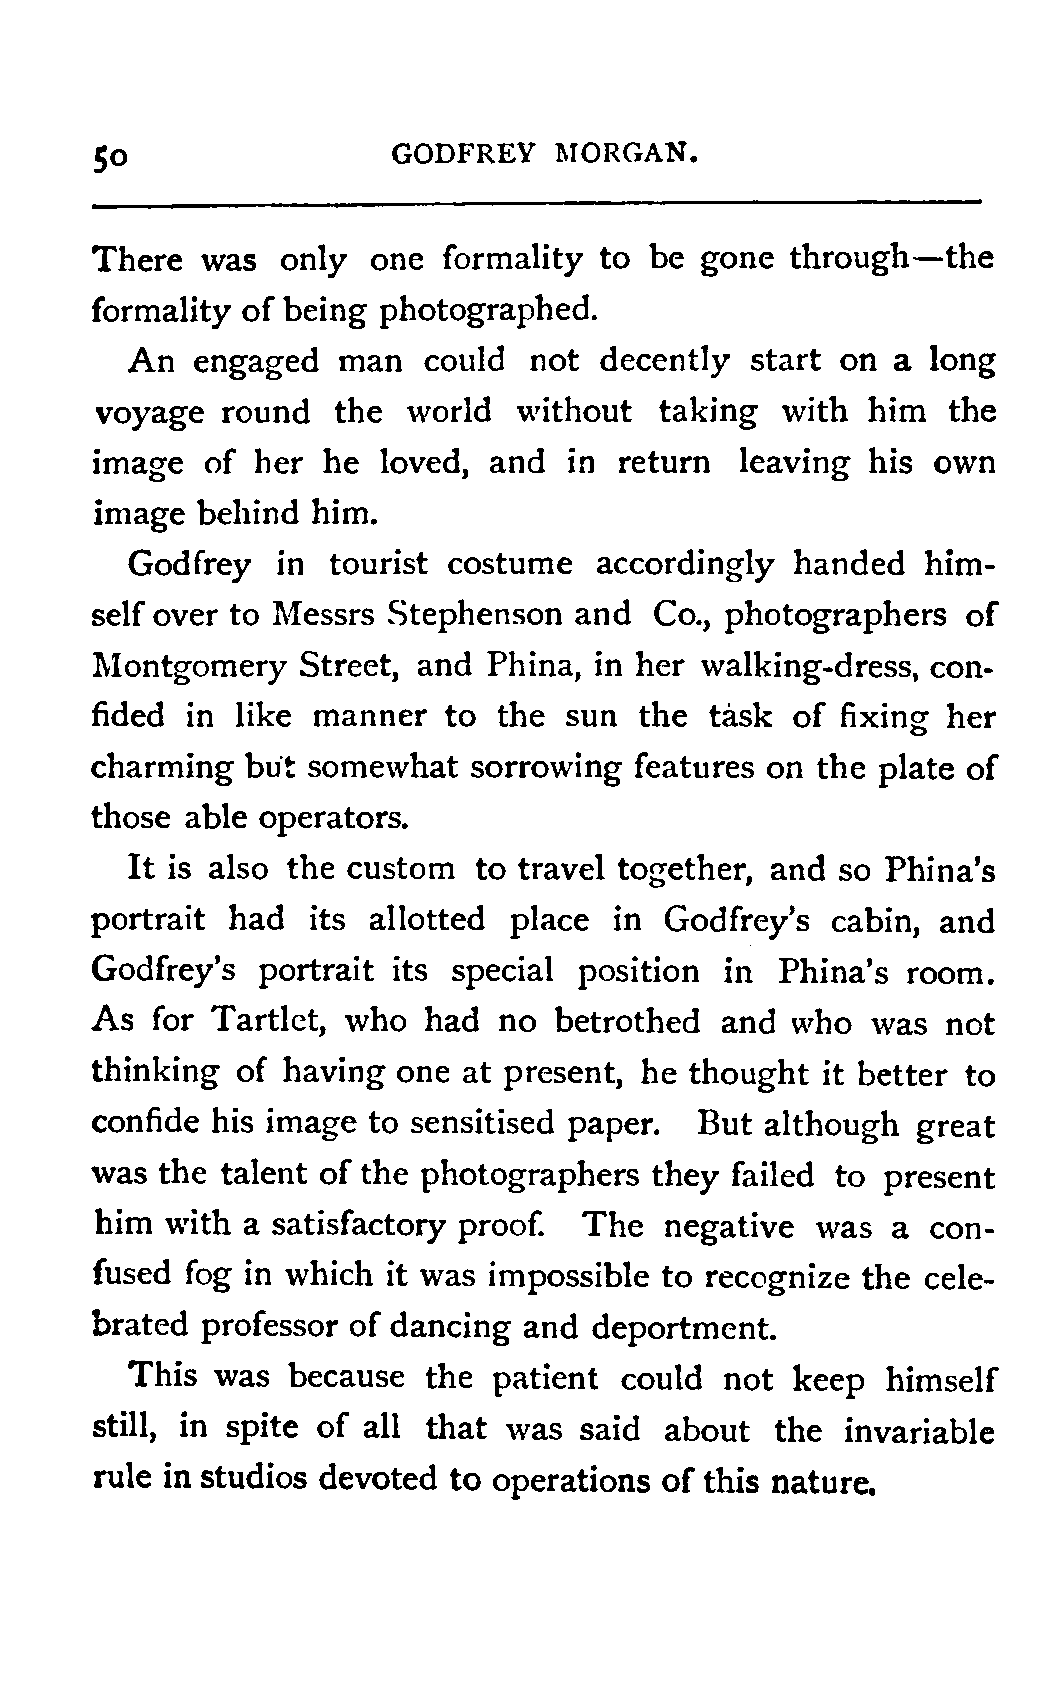 50 GODFREY MORGAN.
There was only one formality to be gone through—the
formality of being photographed.
An engaged man could not decently start on a long
voyage round the world without taking with him the
image of her he loved, and in return leaving his own
image behind him.
Godfrey in tourist costume accordingly handed him-
self over to Messrs Stephenson and Co., photographers of
Montgomery Street, and Phina, in her walking-dress, con-
fided in like manner to the sun the task of fixing her
charming but somewhat sorrowing features on the plate of
those able operators.
It is also the custom to travel together, and so Phina's
portrait had its allotted place in Godfrey's cabin, and
Godfrey's portrait its special position in Phina's room.
As for Tartlet, who had no betrothed and who was not
thinking of having one at present, he thought it better to
confide his image to sensitised paper. But although great
was the talent of the photographers they failed to present
him with a satisfactory proof. The negative was a con-
fused fog in which it was impossible to recognize the cele-
brated professor of dancing and deportment.
This was because the patient could not keep himself
still, in spite of all that was said about the invariable
rule in studios devoted to operations of this nature.